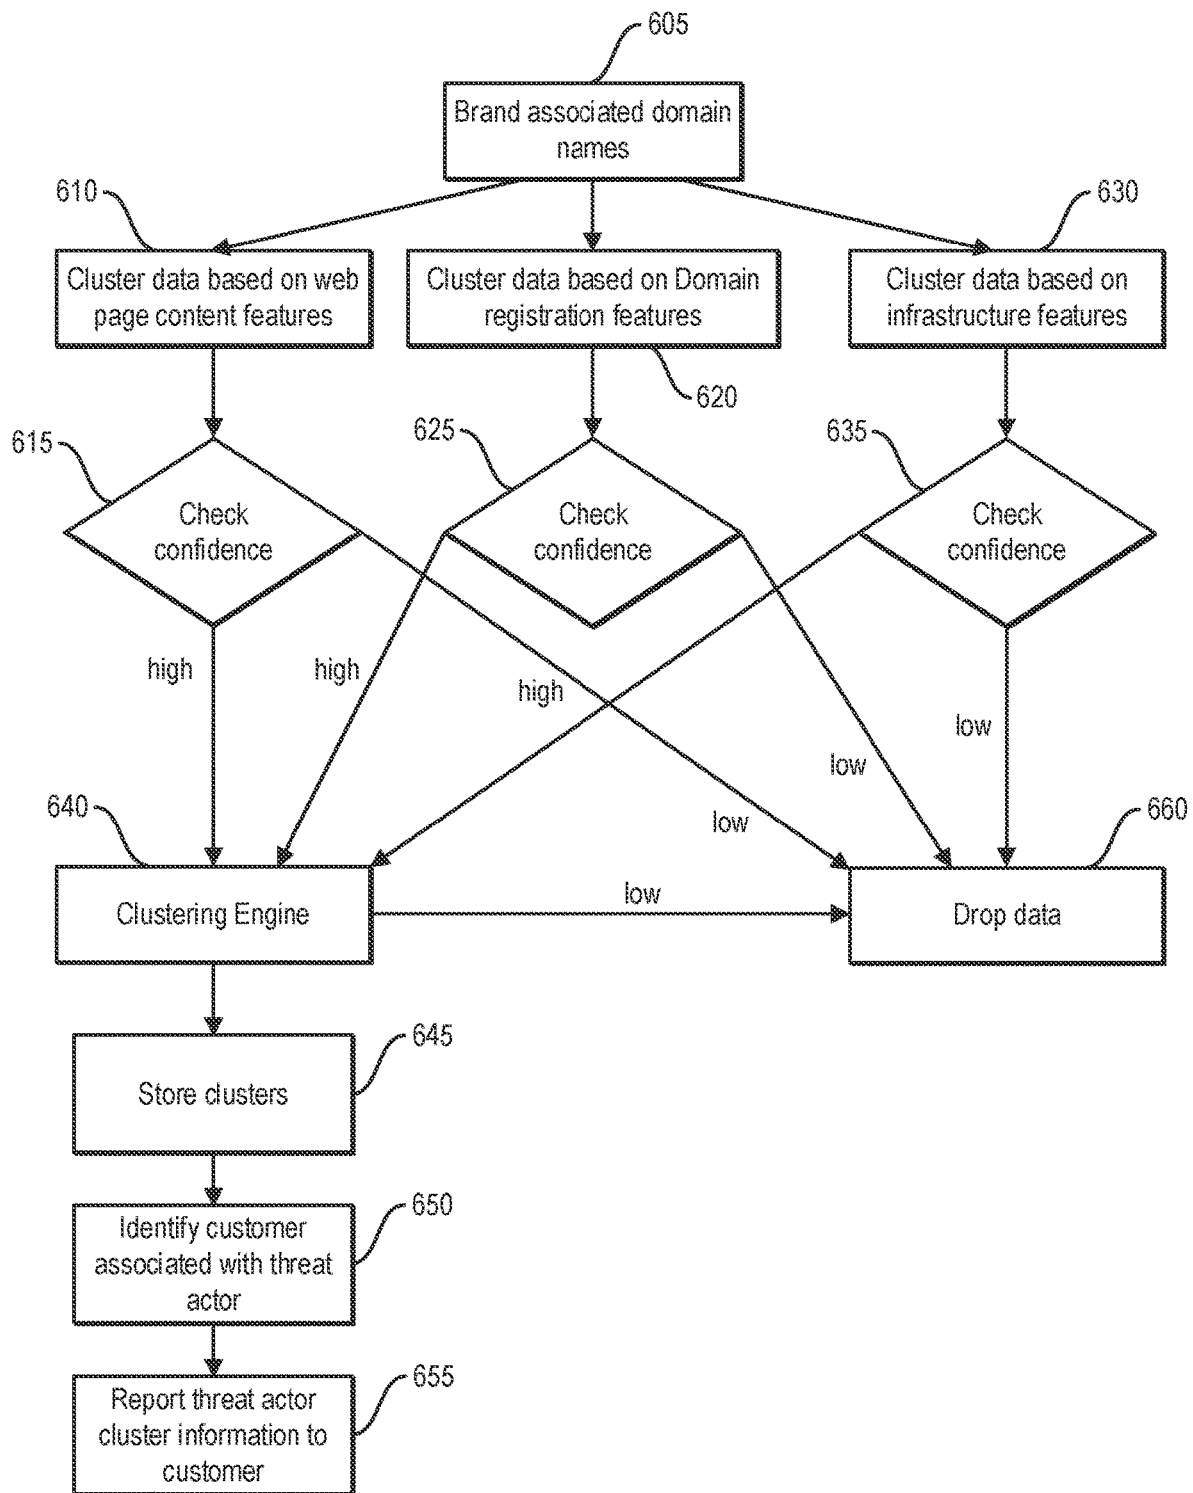 605
Brand associated domain
names
610
630
Cluster data based on web
page content features
Cluster data based on Domain
registration features
Cluster data based on
infrastructure features
620
615
625
635
Check
confidence
Check
confidence
Check
confidence
high
high
high
low
low
low
640
660
Clustering Engine
low
Drop data
645
Store clusters
650
Identify customer
associated with threat
actor
655
Report threat actor
cluster information to
customer